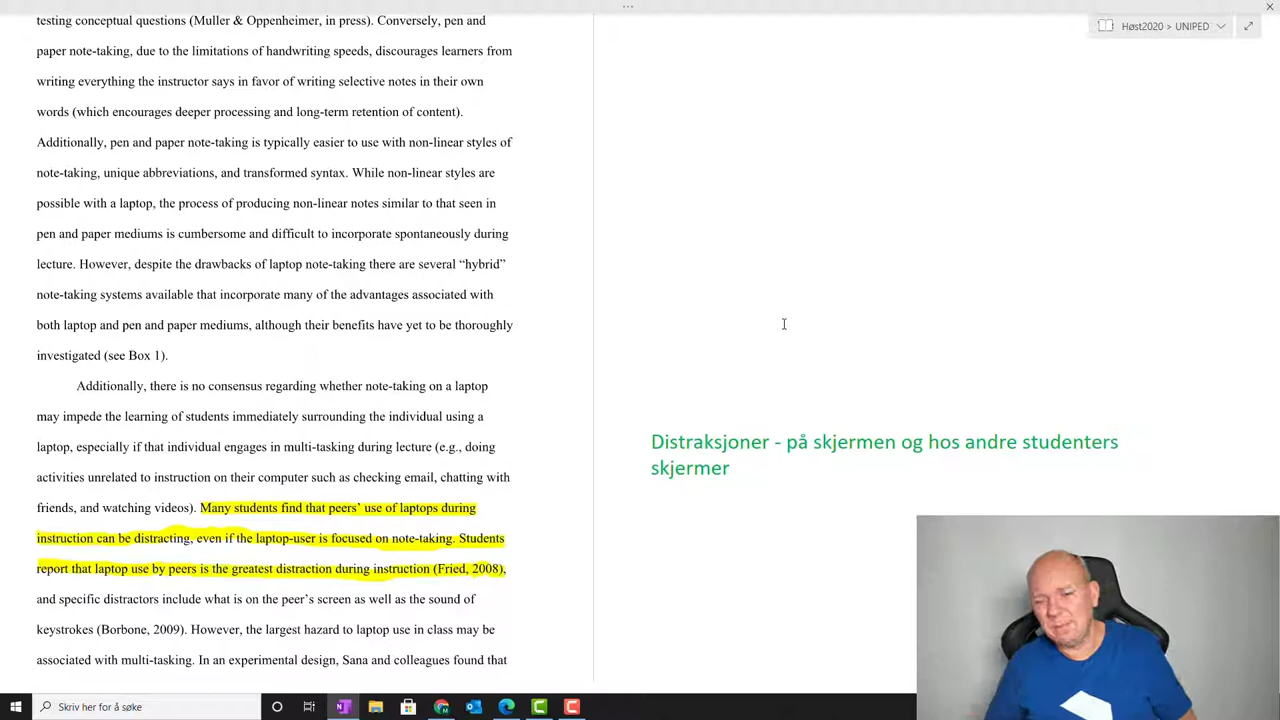 Høst2020 > UNIPED
testing conceptual questions (Muller & Oppenheimer, in press). Conversely, pen and
paper note-taking, due to the limitations of handwriting speeds, discourages learners from
writing everything the instructor says in favor of writing selective notes in their own
words (which encourages deeper processing and long-term retention of content).
Additionally, pen and paper note-taking is typically easier to use with non-linear styles of
note-taking, unique abbreviations, and transformed syntax. While non-linear styles are
possible with a laptop, the process of producing non-linear notes similar to that seen in
pen and paper mediums is cumbersome and difficult to incorporate spontaneously during
lecture. However, despite the drawbacks of laptop note-taking there are several “hybrid”
note-taking systems available that incorporate many of the advantages associated with
both laptop and pen and paper mediums, although their benefits have yet to be thoroughly
investigated (see Box 1).
Additionally, there is no consensus regarding whether note-taking on a laptop
may impede the learning of students immediately surrounding the individual using a
laptop, especially if that individual engages in multi-tasking during lecture (e.g., doing
activities unrelated to instruction on their computer such as checking email, chatting with
friends, and watching videos). Many students find that peers’ use of laptops during
instruction can be distracting, even if the laptop-user is focused on note-taking. Students
report that laptop use by peers is the greatest distraction during instruction (Fried, 2008),
and specific distractors include what is on the peer’s screen as well as the sound of
keystrokes (Borbone, 2009). However, the largest hazard to laptop use in class may be
associated with multi-tasking. In an experimental design, Sana and colleagues found that
Distraksjoner - på skjermen og hos andre studenters
skjermer
Skriv her for å søke